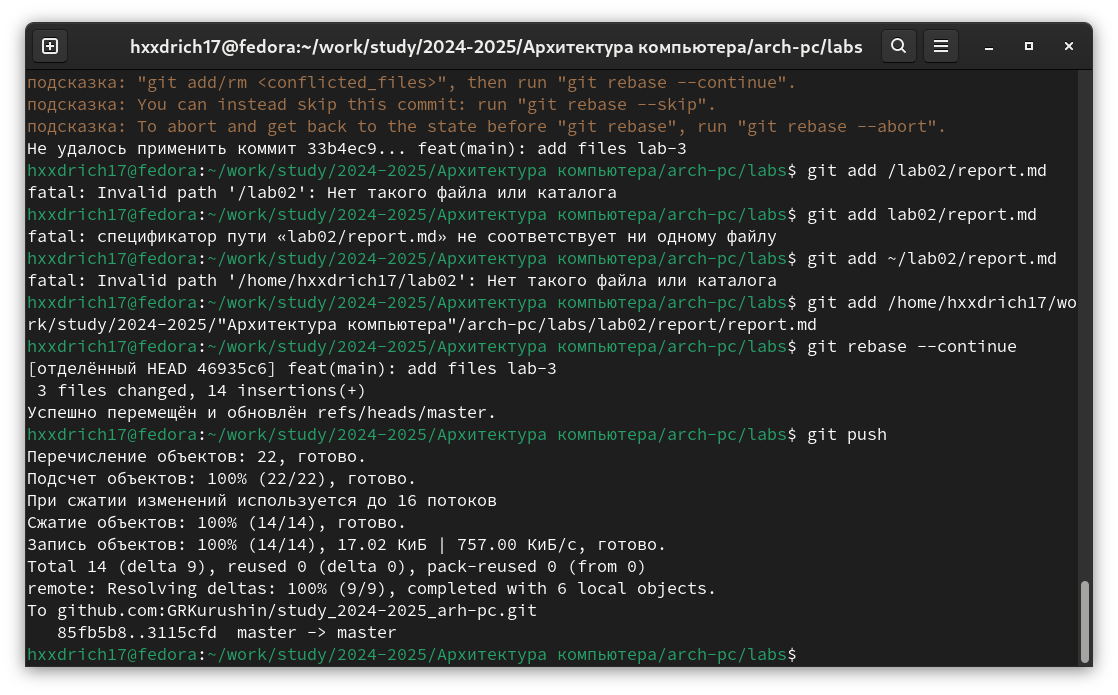 hxxdrich17@fedora:~/work/study/2024-2025/Архитектура компьютера/arch-pc/labs
подсказка: "git add/rm <conflicted_files>", then run "git rebase --continue".
подсказка: You can instead skip this commit: run "git rebase --skip".
подсказка: To abort and get back to the state before "git rebase", run "git rebase --abort".
Не удалось применить коммит 33b4ec9... feat(main): add files lab-3
hxxdrich17@fedora:~/work/study/2024-2025/Архитектура компьютера/arch-pc/labs$ git add /lab02/report.md
fatal: Invalid path '/lab02': Нет такого файла или каталога
hxxdrich17@fedora:~/work/study/2024-2025/Архитектура компьютера/arch-pc/labs$ git add lab02/report.md
fatal: спецификатор пути «lab02/report.md» не соответствует ни одному файлу
hxxdrich17@fedora:~/work/study/2024-2025/Архитектура компьютера/arch-pc/labs$ git add ~/lab02/report.md
fatal: Invalid path '/home/hxxdrich17/lab02': Нет такого файла или каталога
hxxdrich17@fedora:~/work/study/2024-2025/Архитектура компьютера/arch-pc/labs$ git add /home/hxxdrich17/wo
rk/study/2024-2025/"Архитектура компьютера"/arch-pc/labs/lab02/report/report.md
hxxdrich17@fedora:~/work/study/2024-2025/Архитектура компьютера/arch-pc/labs$ git rebase --continue
[отделённый HEAD 46935c6] feat(main): add files lab-3
 3 files changed, 14 insertions(+)
Успешно перемещён и обновлён refs/heads/master.
hxxdrich17@fedora:~/work/study/2024-2025/Архитектура компьютера/arch-pc/labs$ git push
Перечисление объектов: 22, готово.
Подсчет объектов: 100% (22/22), готово.
При сжатии изменений используется до 16 потоков
Сжатие объектов: 100% (14/14), готово.
Запись объектов: 100% (14/14), 17.02 КиБ | 757.00 КиБ/с, готово.
Total 14 (delta 9), reused 0 (delta 0), pack-reused 0 (from 0)
remote: Resolving deltas: 100% (9/9), completed with 6 local objects.
To github.com:GRKurushin/study_2024-2025_arh-pc.git
   85fb5b8..3115cfd  master -> master
hxxdrich17@fedora:~/work/study/2024-2025/Архитектура компьютера/arch-pc/labs$